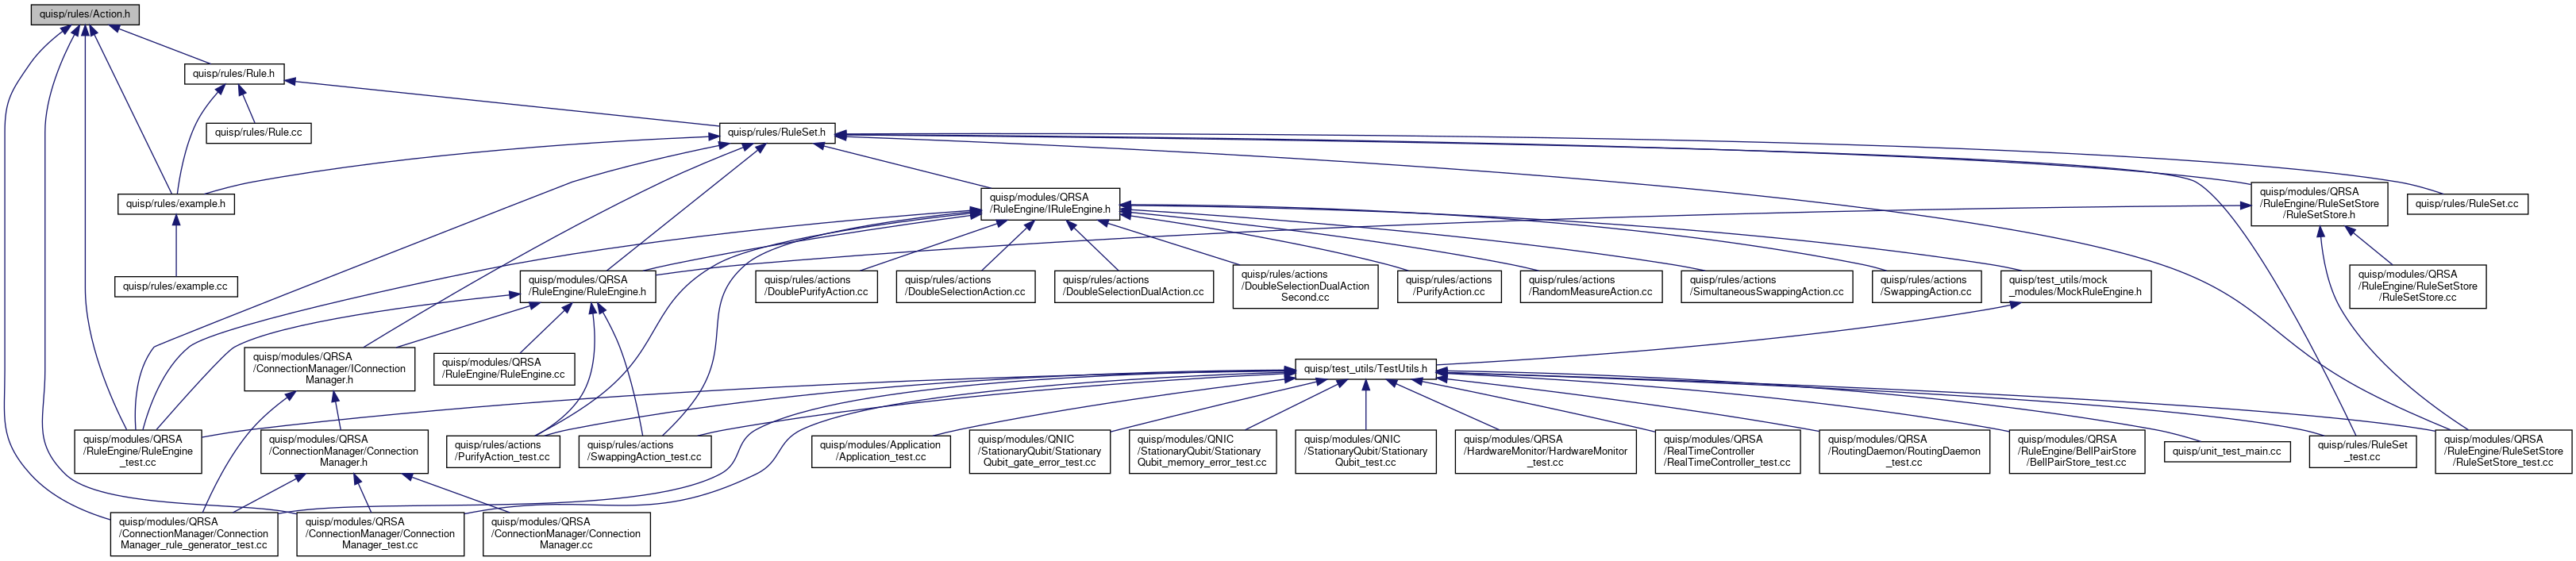 quisp/rules/Action.h
quisp/rules/Rule.h
quisp/rules/Rule.cc
quisp/rules/RuleSet.h
quisp/rules/example.h
quisp/modules/QRSA
/RuleEngine/IRuleEngine.h
quisp/modules/QRSA
/RuleEngine/RuleSetStore
/RuleSetStore.h
quisp/rules/RuleSet.cc
quisp/rules/example.cc
quisp/modules/QRSA
/RuleEngine/RuleEngine.h
quisp/rules/actions
/DoublePurifyAction.cc
quisp/rules/actions
/DoubleSelectionAction.cc
quisp/rules/actions
/DoubleSelectionDualAction.cc
quisp/rules/actions
/DoubleSelectionDualAction
Second.cc
quisp/rules/actions
/PurifyAction.cc
quisp/rules/actions
/RandomMeasureAction.cc
quisp/rules/actions
/SimultaneousSwappingAction.cc
quisp/rules/actions
/SwappingAction.cc
quisp/test_utils/mock
_modules/MockRuleEngine.h
quisp/modules/QRSA
/RuleEngine/RuleSetStore
/RuleSetStore.cc
quisp/modules/QRSA
/ConnectionManager/IConnection
Manager.h
quisp/modules/QRSA
/RuleEngine/RuleEngine.cc
quisp/test_utils/TestUtils.h
quisp/modules/QRSA
/RuleEngine/RuleEngine
_test.cc
quisp/modules/QRSA
/ConnectionManager/Connection
Manager.h
quisp/rules/actions
/PurifyAction_test.cc
quisp/rules/actions
/SwappingAction_test.cc
quisp/modules/Application
/Application_test.cc
quisp/modules/QNIC
/StationaryQubit/Stationary
Qubit_gate_error_test.cc
quisp/modules/QNIC
/StationaryQubit/Stationary
Qubit_memory_error_test.cc
quisp/modules/QNIC
/StationaryQubit/Stationary
Qubit_test.cc
quisp/modules/QRSA
/HardwareMonitor/HardwareMonitor
_test.cc
quisp/modules/QRSA
/RealTimeController
/RealTimeController_test.cc
quisp/modules/QRSA
/RoutingDaemon/RoutingDaemon
_test.cc
quisp/modules/QRSA
/RuleEngine/BellPairStore
/BellPairStore_test.cc
quisp/unit_test_main.cc
quisp/rules/RuleSet
_test.cc
quisp/modules/QRSA
/RuleEngine/RuleSetStore
/RuleSetStore_test.cc
quisp/modules/QRSA
/ConnectionManager/Connection
Manager_rule_generator_test.cc
quisp/modules/QRSA
/ConnectionManager/Connection
Manager_test.cc
quisp/modules/QRSA
/ConnectionManager/Connection
Manager.cc